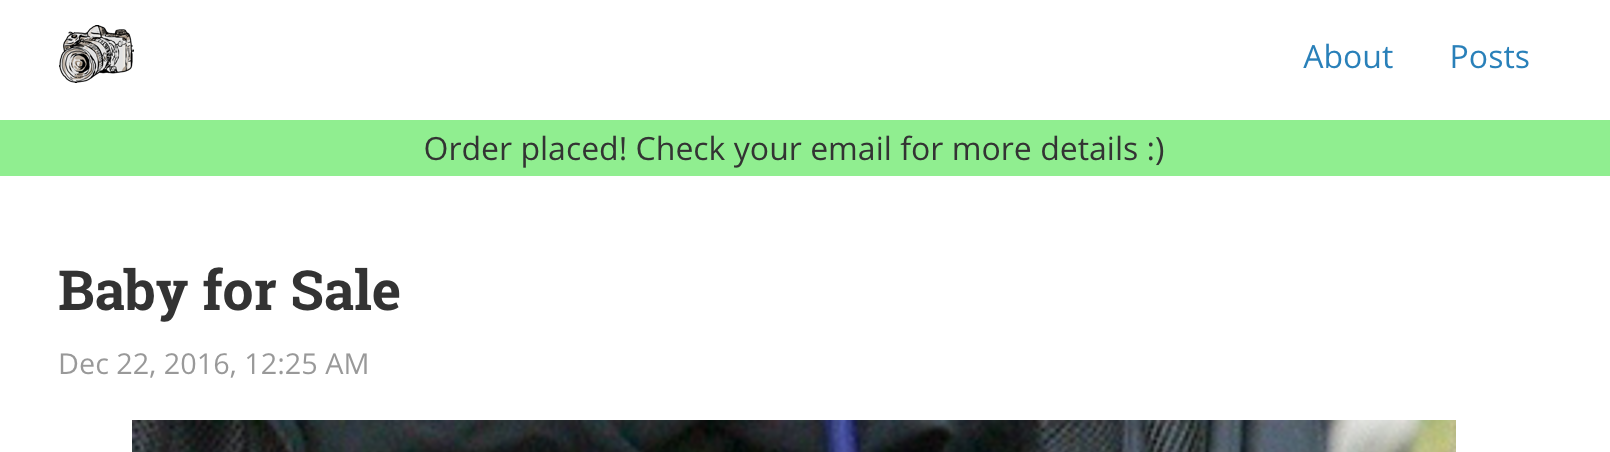 About Posts
Order placed! Check your email for more details :)
Baby for Sale
Dec 22, 2016, 12:25 AM